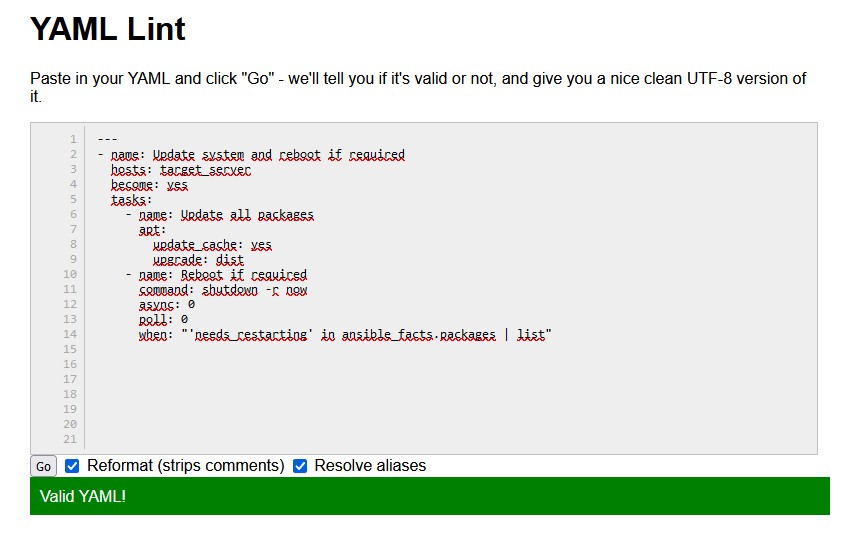 YAML Lint
Paste in your YAML and click "Go" - we'll tell you if it's valid or not, and give you a nice clean UTF-8 version of
it.
1 ---
2 - name: Update system and reboot if required
3   hosts: target_server
4   become: yes
5   tasks:
6     - name: Update all packages
7       apt:
8         update_cache: yes
9         upgrade: dist
10     - name: Reboot if required
11       command: shutdown -r now
12       async: 0
13       poll: 0
14       when: "'needs_restarting' in ansible_facts.packages | list"
15
16
17
18
19
20
21
Go Reformat (strips comments) Resolve aliases
Valid YAML!